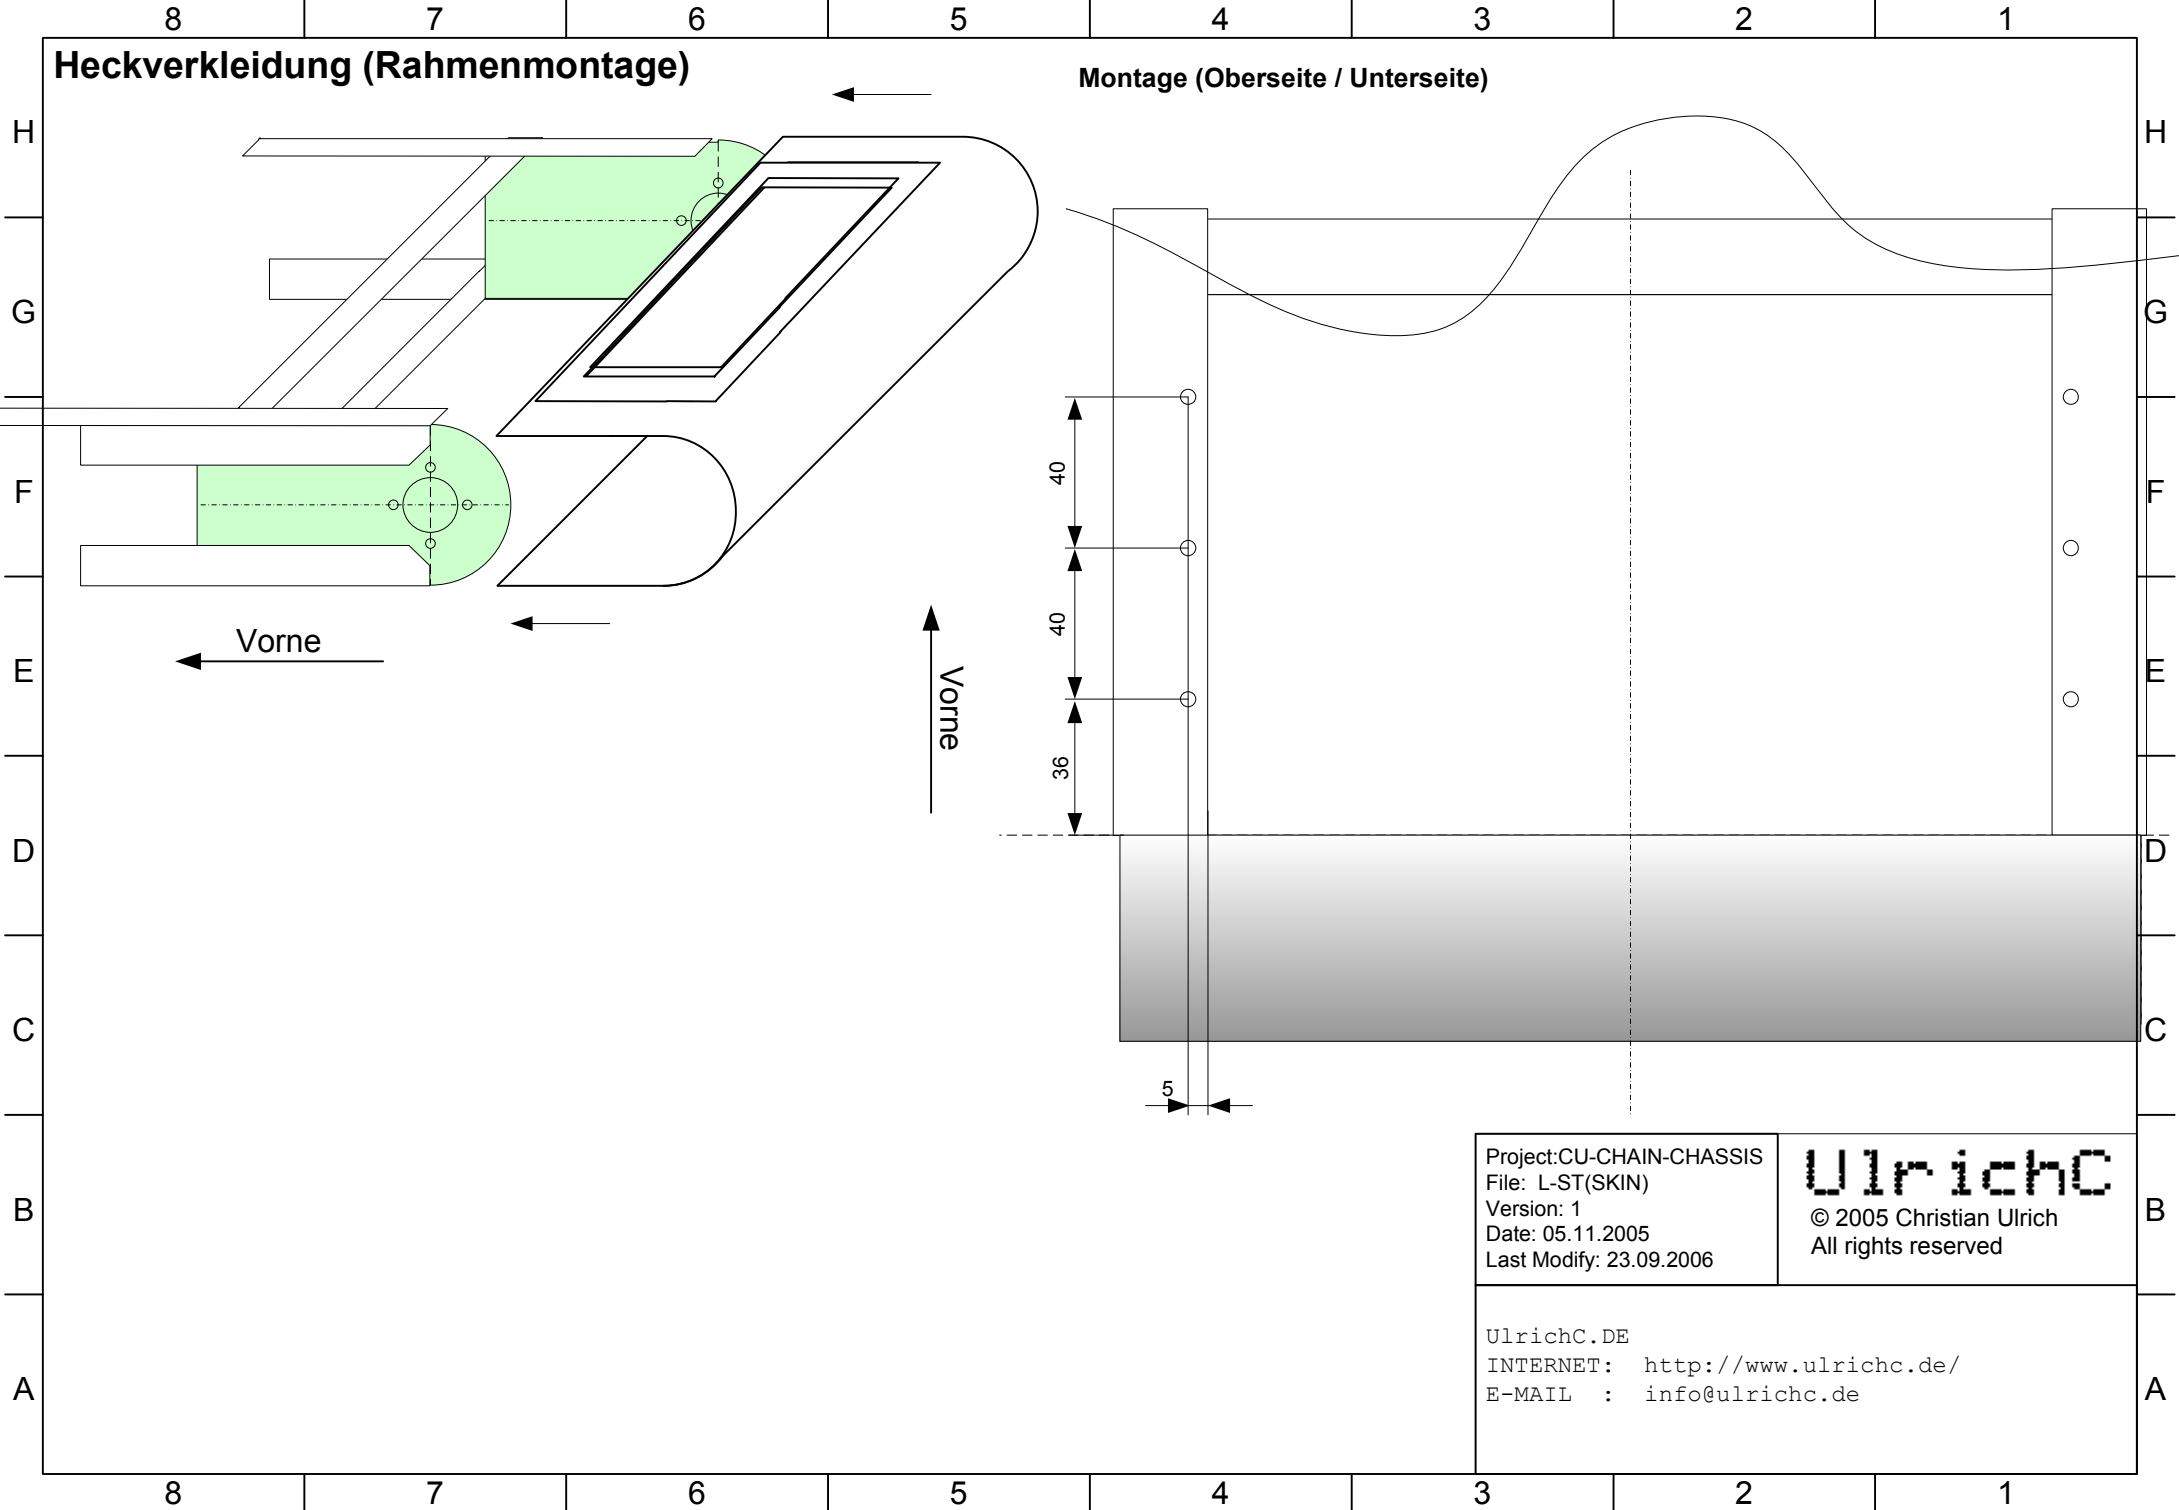 8 7 6 5 4 3 2 1
Heckverkleidung (Rahmenmontage)
Montage (Oberseite / Unterseite)
H H
G G
F F
E E
D D
C C
B B
A A
40
40
36
5
Vorne
Vorne
Project:CU-CHAIN-CHASSIS
File: L-ST(SKIN)
Version: 1
Date: 05.11.2005
Last Modify: 23.09.2006
UlrichC
© 2005 Christian Ulrich
All rights reserved
UlrichC.DE
INTERNET: http://www.ulrichc.de/
E-MAIL : info@ulrichc.de
8 7 6 5 4 3 2 1